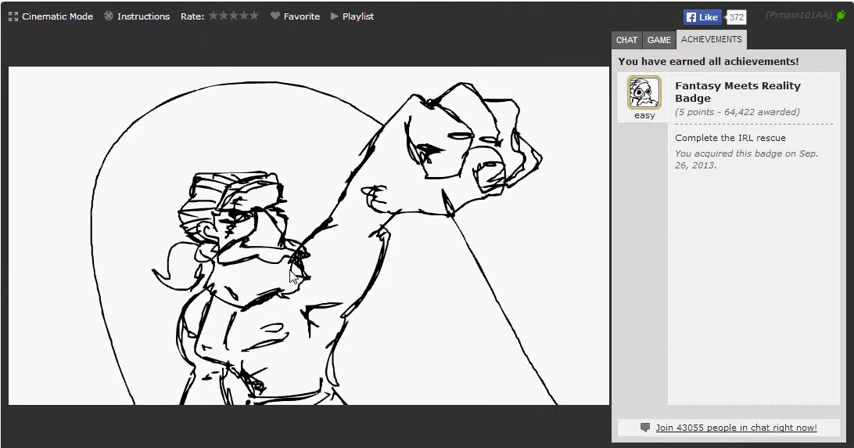 Cinematic Mode Instructions Rate: Favorite Playlist
Like 372 (Pimpin101AA)
CHAT GAME ACHIEVEMENTS
You have earned all achievements!
Fantasy Meets Reality
Badge
easy
(5 points - 64,422 awarded)
Complete the IRL rescue
You acquired this badge on Sep.
26, 2013.
Join 43055 people in chat right now!